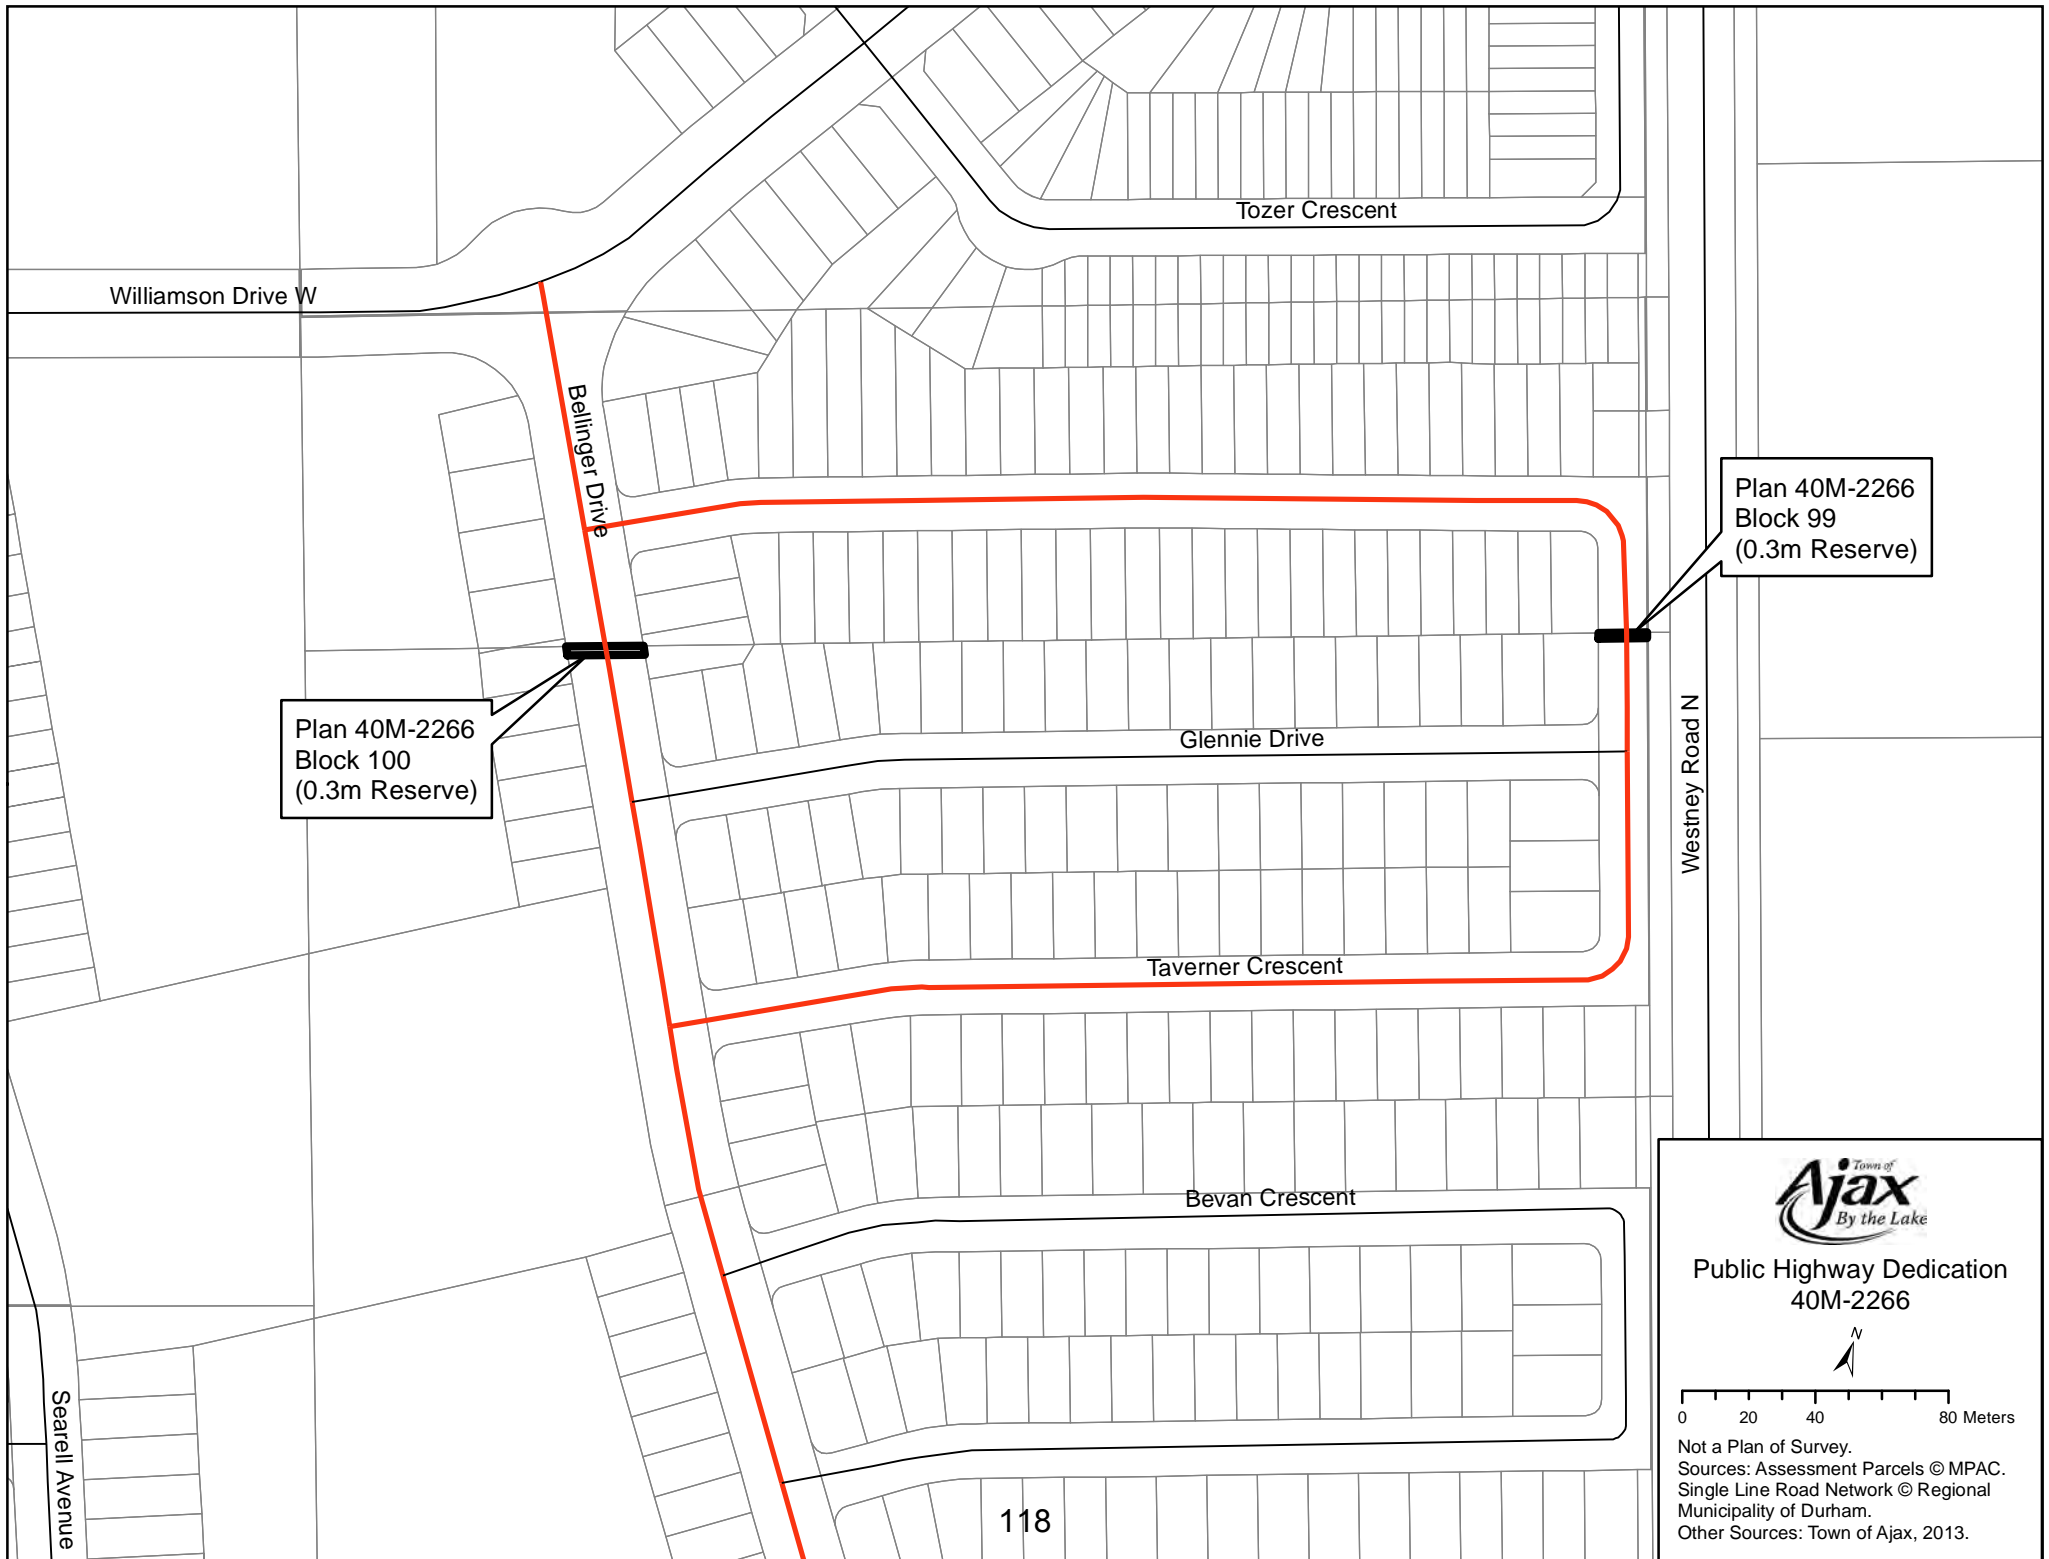 Tozer Crescent
Williamson Drive W
Bellinger Drive
Plan 40M-2266
Block 99
(0.3m Reserve)
Plan 40M-2266
Block 100
(0.3m Reserve)
Glennie Drive
Westney Road N
Taverner Crescent
Bevan Crescent
Searell Avenue
118
Town of
Ajax
By the Lake
Public Highway Dedication
40M-2266
N
0 20 40 80 Meters
Not a Plan of Survey.
Sources: Assessment Parcels © MPAC.
Single Line Road Network © Regional
Municipality of Durham.
Other Sources: Town of Ajax, 2013.